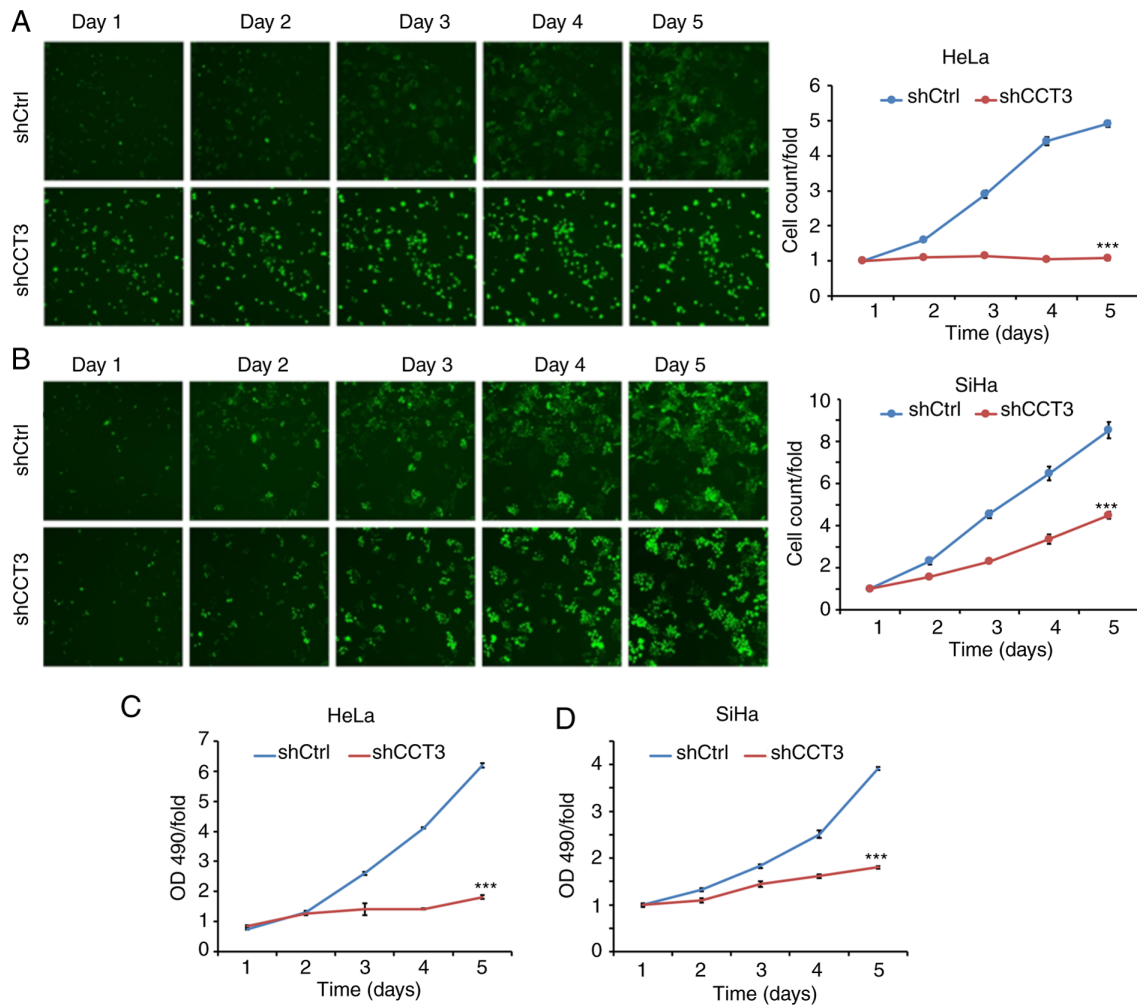 A
Day 1 Day 2 Day 3 Day 4 Day 5
shCtrl
shCCT3
HeLa
shCtrl shCCT3
Cell count/fold
6
5
4
3
2
1
0
***
1 2 3 4 5
Time (days)
B
Day 1 Day 2 Day 3 Day 4 Day 5
shCtrl
shCCT3
SiHa
shCtrl shCCT3
Cell count/fold
10
8
6
4
2
0
***
1 2 3 4 5
Time (days)
C
HeLa
shCtrl shCCT3
OD 490/fold
7
6
5
4
3
2
1
0
***
1 2 3 4 5
Time (days)
D
SiHa
shCtrl shCCT3
OD 490/fold
4
3
2
1
0
***
1 2 3 4 5
Time (days)